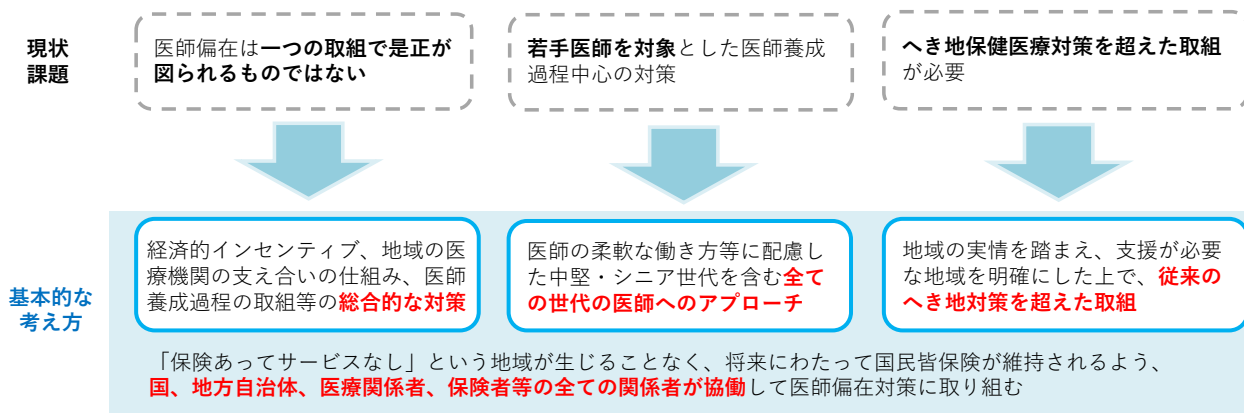 現状
課題
医師偏在は一つの取組で是正が
図られるものではない
若手医師を対象とした医師養成
過程中心の対策
へき地保健医療対策を超えた取組
が必要
基本的な
考え方
経済的インセンティブ、地域の医
療機関の支え合いの仕組み、医師
養成過程の取組等の総合的な対策
医師の柔軟な働き方等に配慮し
た中堅・シニア世代を含む全て
の世代の医師へのアプローチ
地域の実情を踏まえ、支援が必要
な地域を明確にした上で、従来の
へき地対策を超えた取組
「保険あってサービスなし」という地域が生じることなく、将来にわたって国民皆保険が維持されるよう、
国、地方自治体、医療関係者、保険者等の全ての関係者が協働して医師偏在対策に取り組む